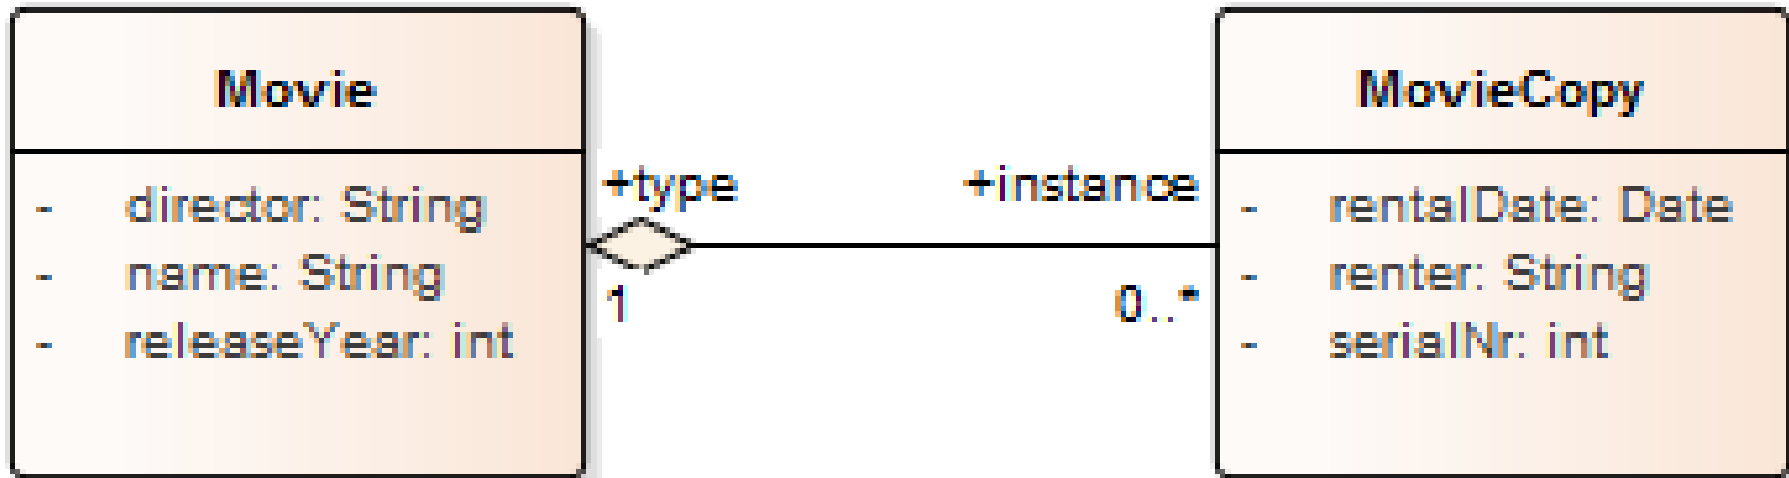 Movie
- director: String
- name: String
- releaseYear: int
+type
1
+instance
0..*
MovieCopy
- rentalDate: Date
- renter: String
- serialNr: int